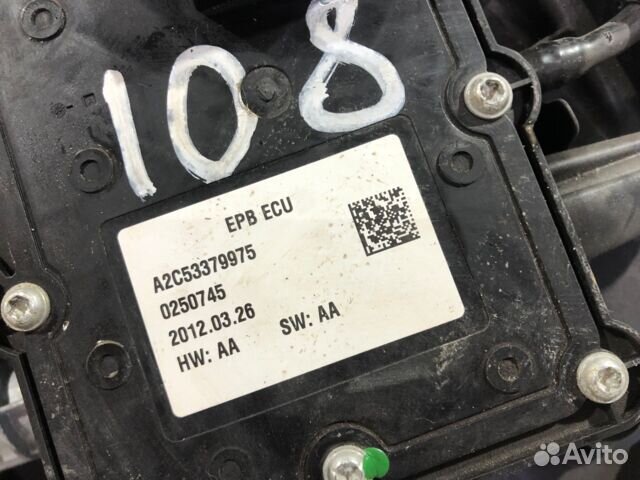 108
EPB ECU
A2C53379975
0250745
2012.03.26
HW: AA SW: AA
Avito